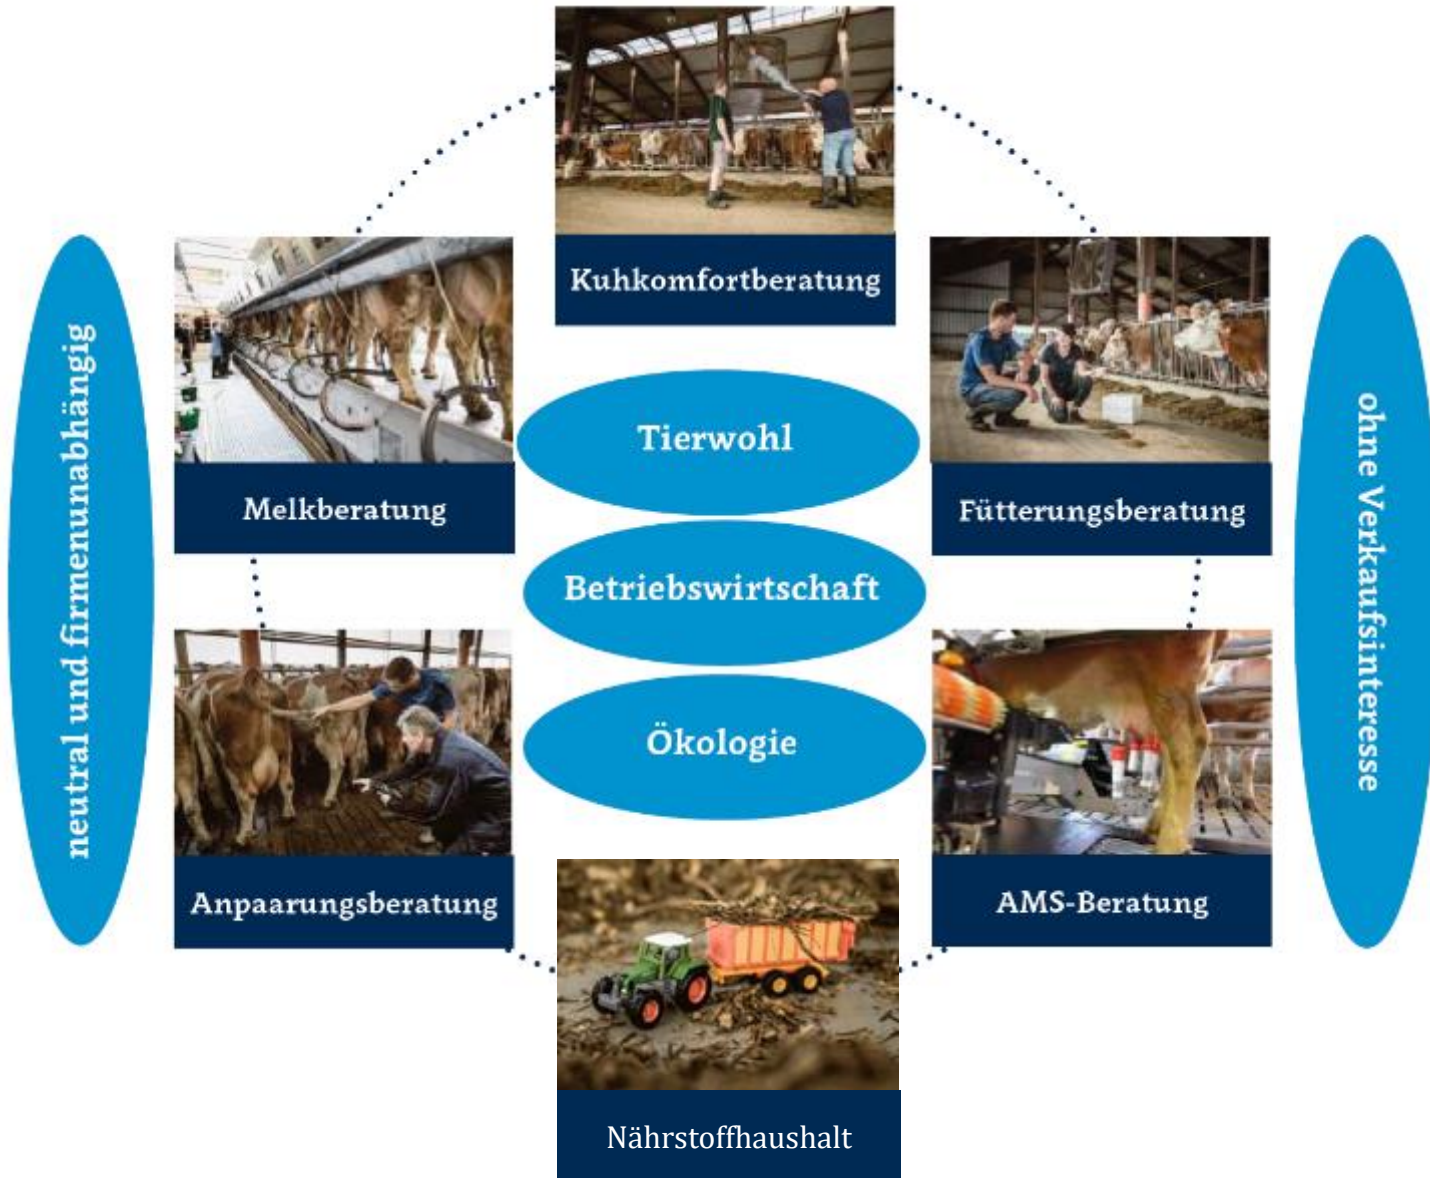 Kuhkomfortberatung
neutral und firmenunabhängig
Melkberatung
Tierwohl
Fütterungsberatung
ohne Verkaufsinteresse
Betriebswirtschaft
Ökologie
Anpaarungsberatung
AMS-Beratung
Nährstoffhaushalt